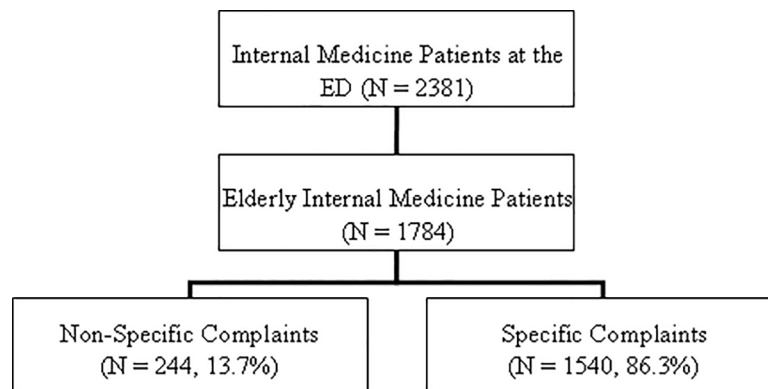 Internal Medicine Patients at the
ED (N = 2381)
Elderly Internal Medicine Patients
(N = 1784)
Non-Specific Complaints
(N = 244, 13.7%)
Specific Complaints
(N = 1540, 86.3%)